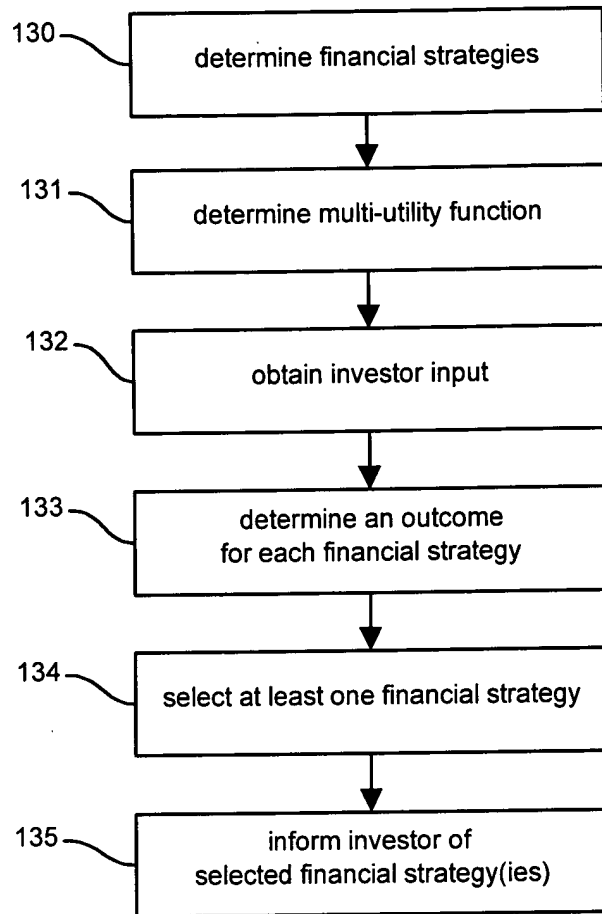 130
determine financial strategies
131
determine multi-utility function
132
obtain investor input
133
determine an outcome
for each financial strategy
134
select at least one financial strategy
135
inform investor of
selected financial strategy(ies)